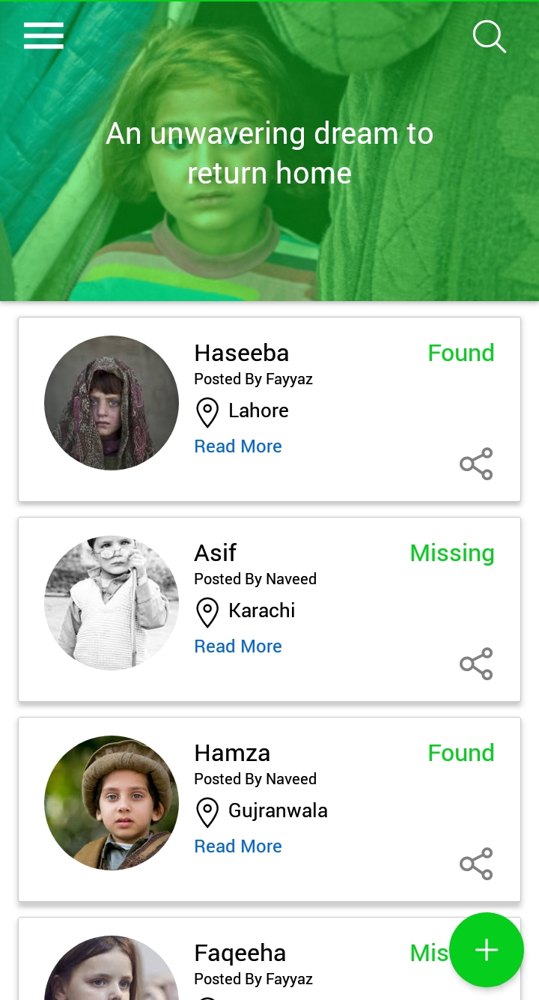 An unwavering dream to
return home
Haseeba
Found
Posted By Fayyaz
Lahore
Read More
Asif
Missing
Posted By Naveed
Karachi
Read More
Hamza
Found
Posted By Naveed
Gujranwala
Read More
Faqeeha
Mis
Posted By Fayyaz